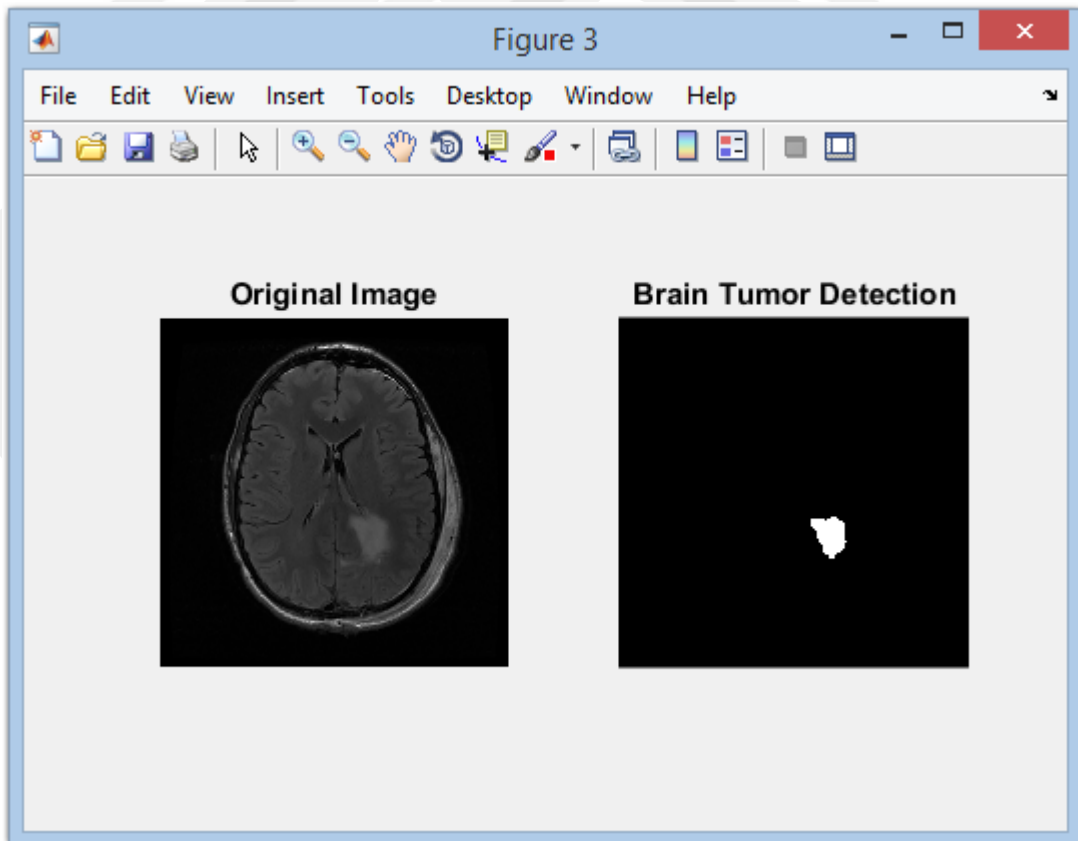 Figure 3
File Edit View Insert Tools Desktop Window Help
Original Image
Brain Tumor Detection